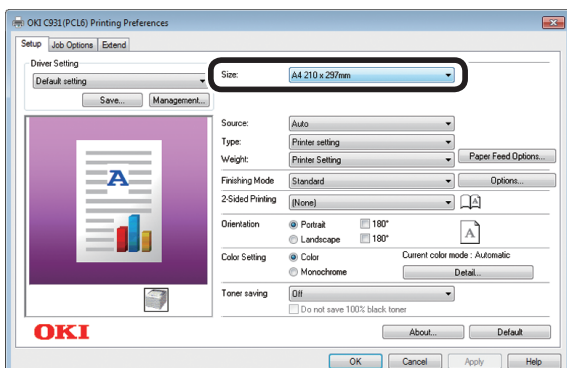 OKI C931(PCL6) Printing Preferences
Setup Job Options Extend
Driver Setting
Default setting
Save... Management...
Size: A4 210 x 297mm
Source: Auto
Type: Printer setting
Weight: Printer Setting Paper Feed Options...
Finishing Mode Standard Options...
2-Sided Printing (None)
Orientation Portrait 180°
Landscape 180°
Color Setting Color Current color mode : Automatic
Monochrome Detail...
Toner saving Off
Do not save 100% black toner
A
A
A
OKI
About... Default
OK Cancel Apply Help